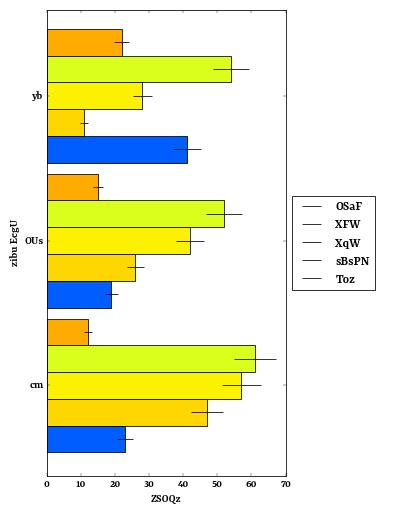 yb
OUs
cm
zibu EcgU
0 10 20 30 40 50 60 70
ZSOQz
OSaF
XFW
XqW
sBsPN
Toz